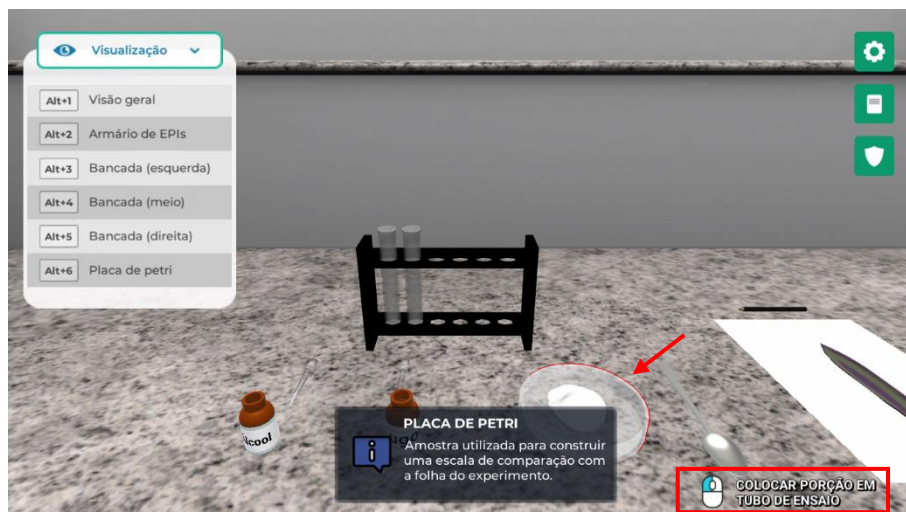 Visualização
Alt+1 Visão geral
Alt+2 Armário de EPIs
Alt+3 Bancada (esquerda)
Alt+4 Bancada (meio)
Alt+5 Bancada (direita)
Alt+6 Placa de petri
PLACA DE PETRI
Amostra utilizada para construir
uma escala de comparação com
a folha do experimento.
COLOCAR PORÇÃO EM
TUBO DE ENSAIO